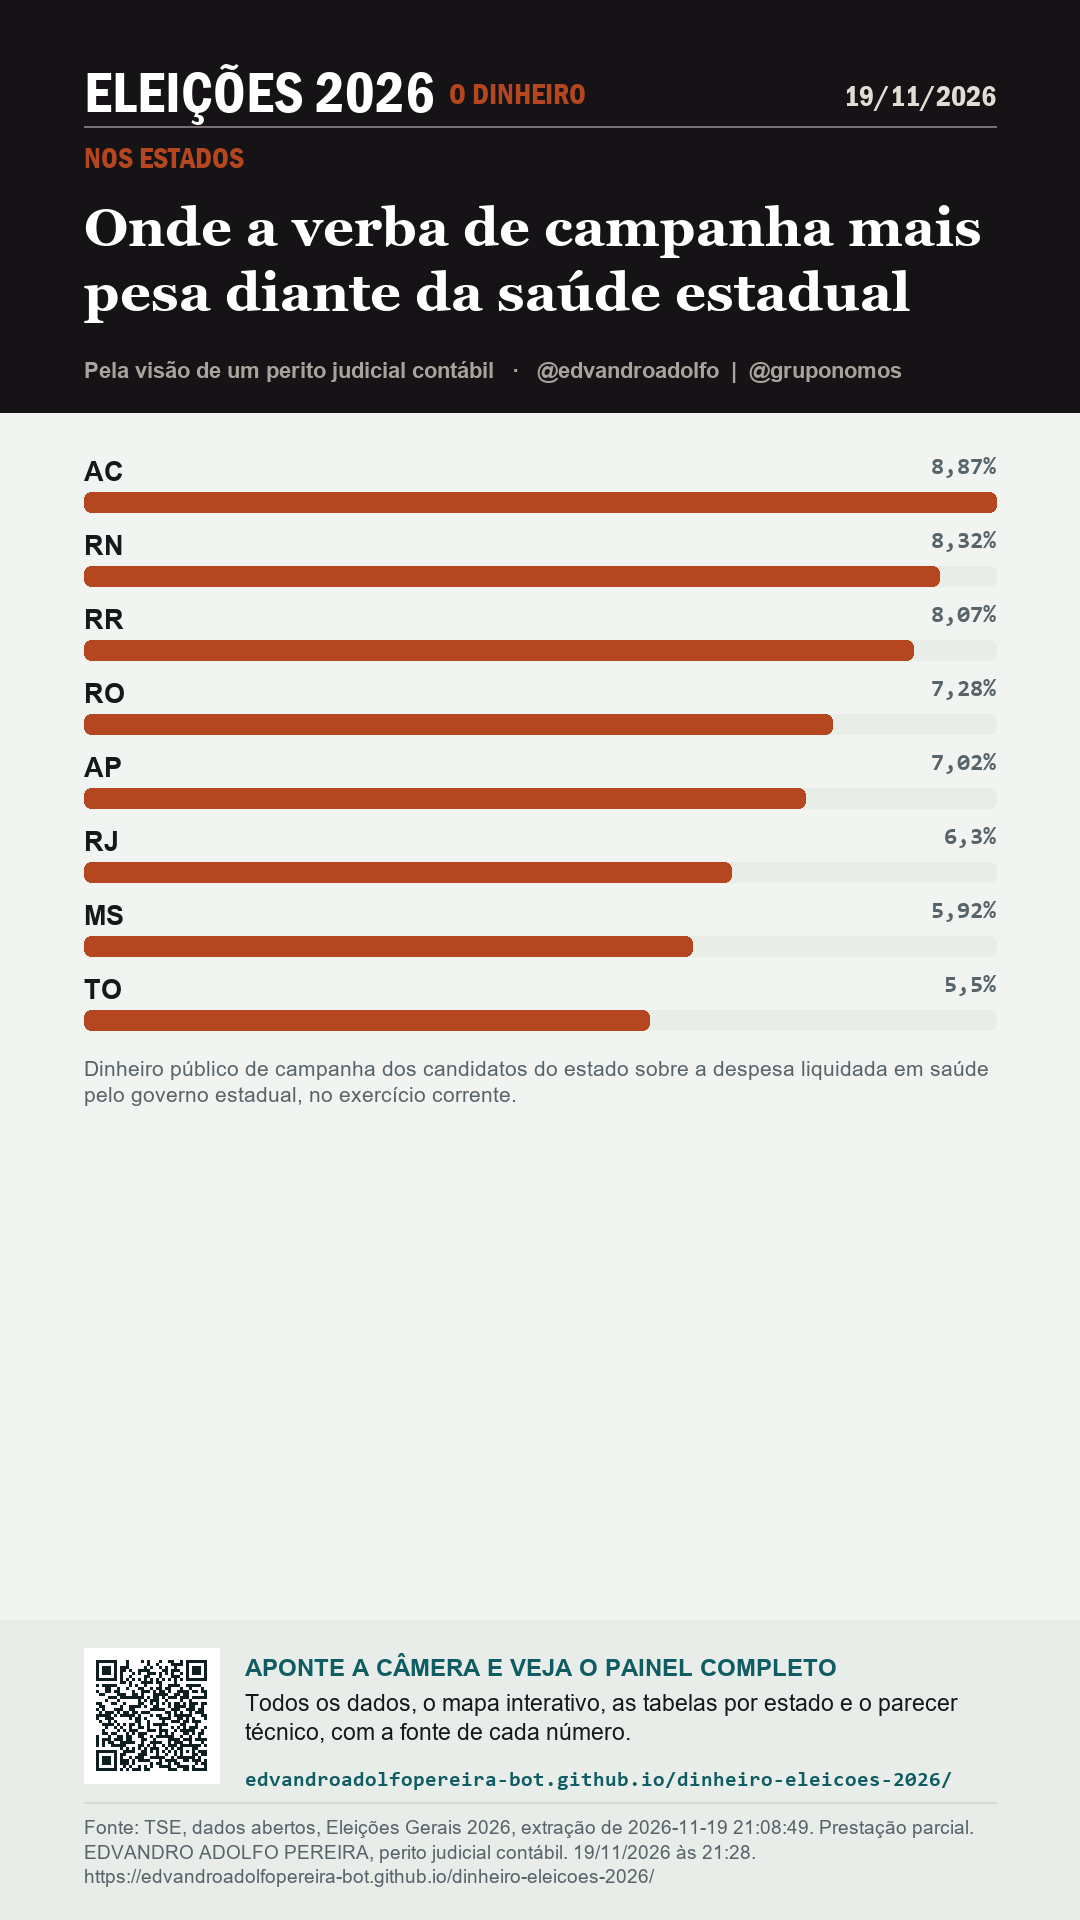 ELEIÇÕES 2026 O DINHEIRO 19/11/2026
NOS ESTADOS
Onde a verba de campanha mais
pesa diante da saúde estadual
Pela visão de um perito judicial contábil · @edvandroadolfo | @gruponomos
AC 8,87%
RN 8,32%
RR 8,07%
RO 7,28%
AP 7,02%
RJ 6,3%
MS 5,92%
TO 5,5%
Dinheiro público de campanha dos candidatos do estado sobre a despesa liquidada em saúde
pelo governo estadual, no exercício corrente.
APONTE A CÂMERA E VEJA O PAINEL COMPLETO
Todos os dados, o mapa interativo, as tabelas por estado e o parecer
técnico, com a fonte de cada número.
edvandroadolfopereira-bot.github.io/dinheiro-eleicoes-2026/
Fonte: TSE, dados abertos, Eleições Gerais 2026, extração de 2026-11-19 21:08:49. Prestação parcial.
EDVANDRO ADOLFO PEREIRA, perito judicial contábil. 19/11/2026 às 21:28.
https://edvandroadolfopereira-bot.github.io/dinheiro-eleicoes-2026/